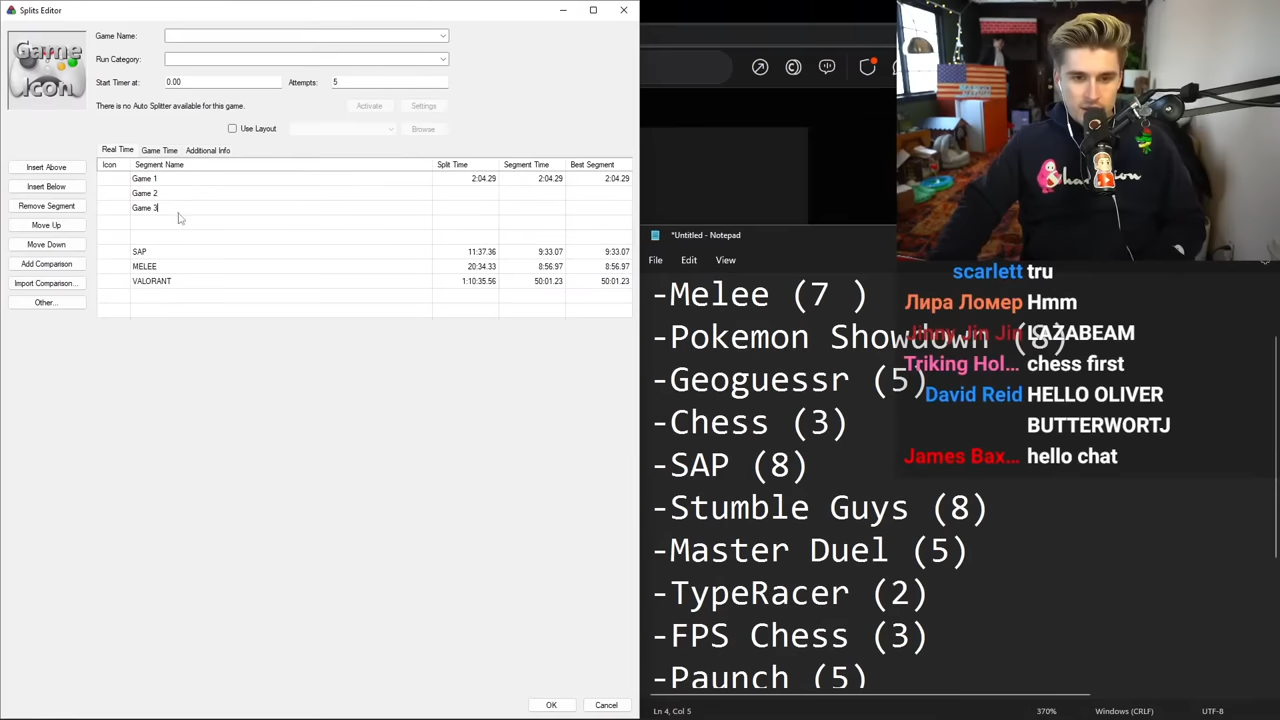 Splits Editor
Game Icon
Game Name:
Run Category:
Start Timer at:
0.00
Attempts:
5
There is no Auto Splitter available for this game.
Activate
Settings
Use Layout
Browse
Real Time
Game Time
Additional Info
Icon
Segment Name
Split Time
Segment Time
Best Segment
Game 1
2:04.29
2:04.29
2:04.29
Game 2
Game 3
SAP
11:37.36
9:33.07
9:33.07
MELEE
20:34.33
8:56.97
8:56.97
VALORANT
1:10:35.56
50:01.23
50:01.23
Insert Above
Insert Below
Remove Segment
Move Up
Move Down
Add Comparison
Import Comparison...
Other...
OK
Cancel
*Untitled - Notepad
File
Edit
View
-Melee (7 )
-Pokemon Showdown (8)
-Geoguessr (5)
-Chess (3)
-SAP (8)
-Stumble Guys (8)
-Master Duel (5)
-TypeRacer (2)
-FPS Chess (3)
-Paunch (5)
Ln 4, Col 5
370%
Windows (CRLF)
UTF-8
scarlett tru
Лира Ломер Hmm
Jinny Jin Jin LAZABEAM
Triking Hol... chess first
David Reid HELLO OLIVER
BUTTERWORTJ
James Bax... hello chat